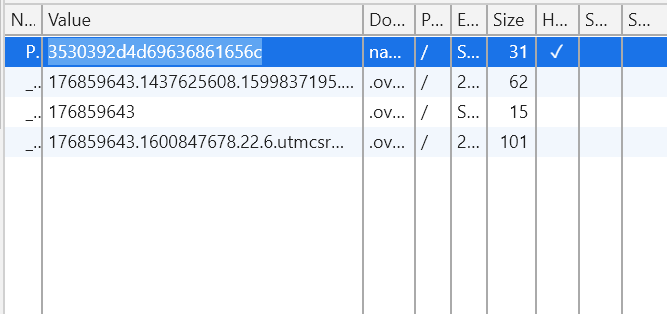 N... Value Do... P... E... Size H... S... S...
P. 3530392d4d69636861656c na... / S... 31 ✓
_.. 176859643.1437625608.1599837195.... .ov... / 2... 62
_.. 176859643 .ov... / S... 15
_.. 176859643.1600847678.22.6.utmcsr... .ov... / 2... 101